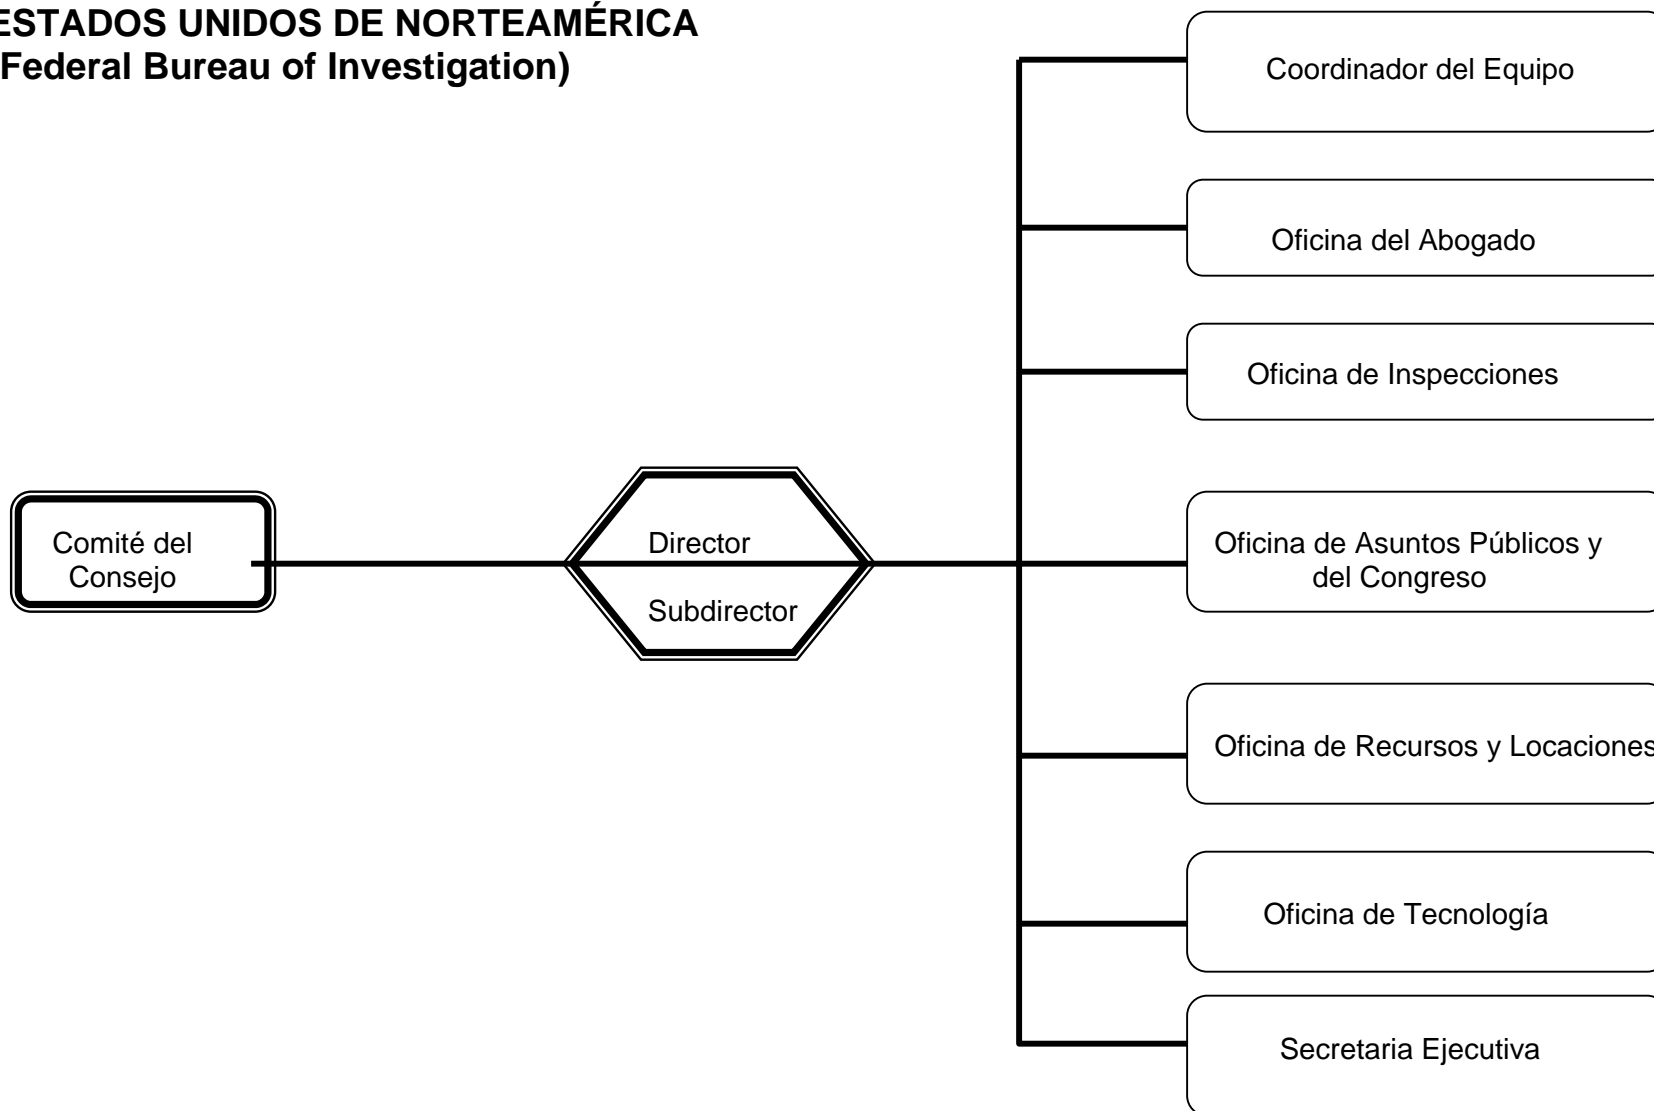 ESTADOS UNIDOS DE NORTEAMÉRICA
(Federal Bureau of Investigation)
Comité del
Consejo
Director
Subdirector
Coordinador del Equipo
Oficina del Abogado
Oficina de Inspecciones
Oficina de Asuntos Públicos y
del Congreso
Oficina de Recursos y Locaciones
Oficina de Tecnología
Secretaria Ejecutiva